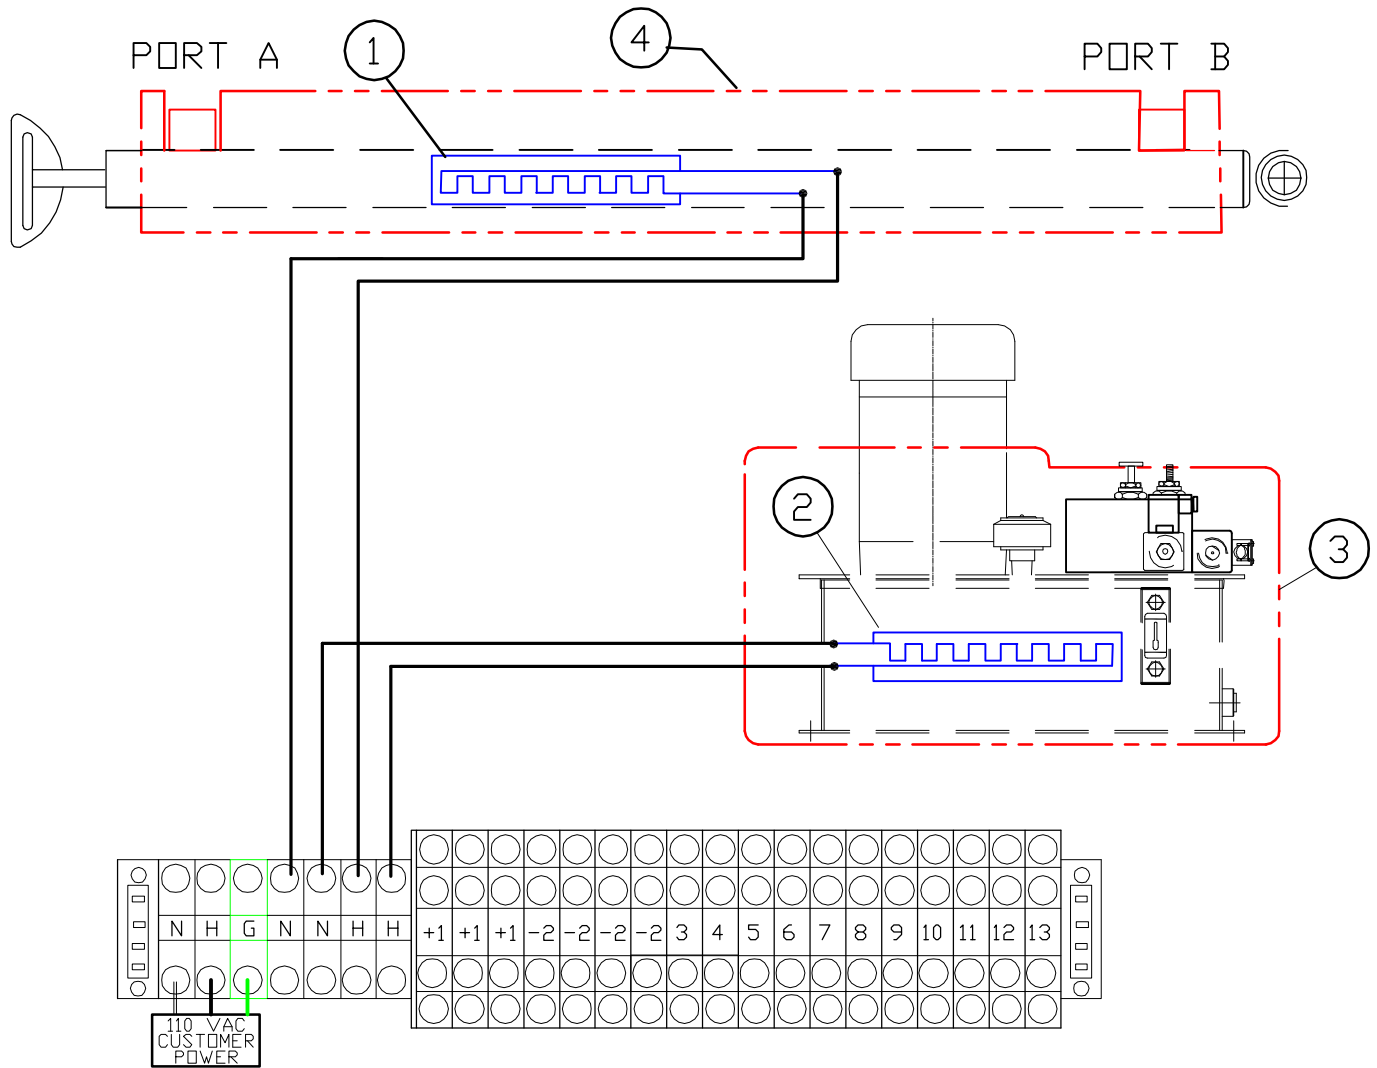 PORT A
1
4
PORT B
2
3
N H G N N H H
+1 +1 +1 -2 -2 -2 -2 3 4 5 6 7 8 9 10 11 12 13
110 VAC
CUSTOMER
POWER